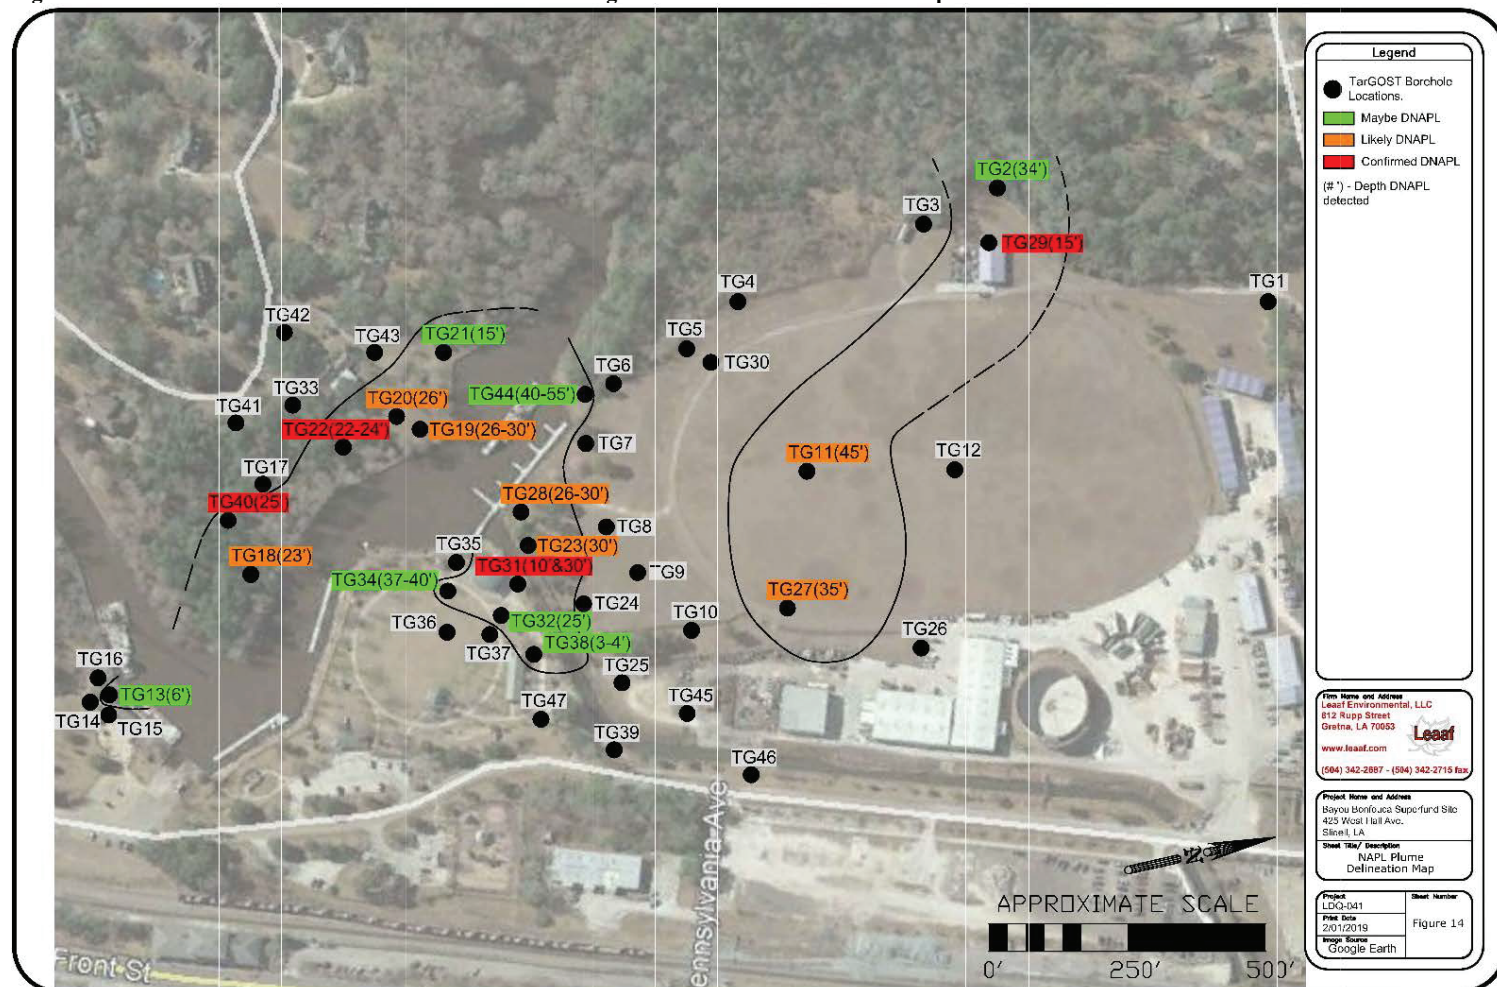 TG2(34')
TG3
TG29(15')
TG4
TG1
TG42
TG43
TG21(15')
TG5
TG30
TG6
TG44(40-55')
TG33
TG20(26')
TG41
TG22(22-24')
TG19(26-30')
TG7
TG11(45')
TG12
TG17
TG40(25')
TG28(26-30')
TG8
TG18(23')
TG35
TG23(30')
TG31(10'&30')
TG9
TG34(37-40')
TG27(35')
TG24
TG32(25')
TG10
TG36
TG37
TG38(3-4')
TG26
TG16
TG25
TG13(6')
TG14
TG15
TG47
TG45
TG39
TG46
ennsylvania Ave
Front St
N
APPROXIMATE SCALE
0' 250' 500'
Legend
TarGOST Borehole
Locations.
Maybe DNAPL
Likely DNAPL
Confirmed DNAPL
(# ') - Depth DNAPL
detected
Firm Name and Address
Leaaf Environmental, LLC
612 Rupp Street
Gretna, LA 70053
Leaaf
www.leaaf.com
(504) 342-2687 - (504) 342-2715 fax
Project Name and Address
Bayou Bonfouca Superfund Site
425 West Hall Ave.
Slidell, LA
Sheet Title/ Description
NAPL Plume
Delineation Map
Project
LDQ-041
Sheet Number
Print Date
2/01/2019
Figure 14
Image Source
Google Earth